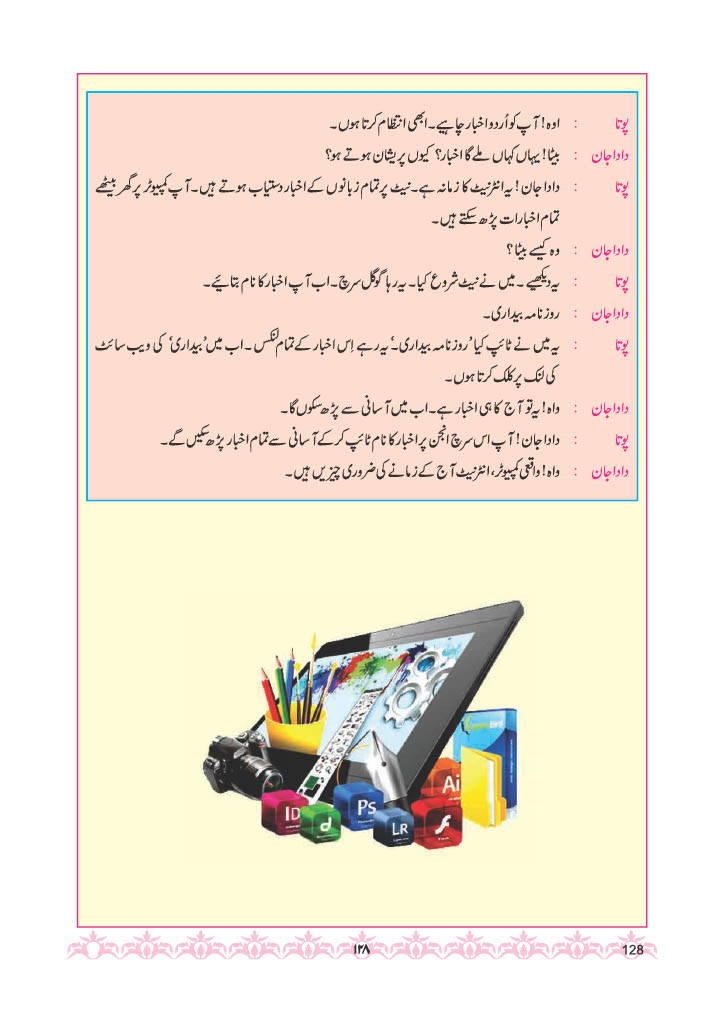 پوتا : اوہ! آپ کو اُردو اخبار چاہیے۔ ابھی انتظام کرتا ہوں۔
دادا جان : بیٹا! یہاں کہاں ملے گا اخبار؟ کیوں پریشان ہوتے ہو؟
پوتا : دادا جان! یہ انٹرنیٹ کا زمانہ ہے۔ نیٹ پر تمام زبانوں کے اخبار دستیاب ہوتے ہیں۔ آپ کمپیوٹر پر گھر بیٹھے
تمام اخبارات پڑھ سکتے ہیں۔
دادا جان : وہ کیسے بیٹا؟
پوتا : یہ دیکھیے۔ میں نے نیٹ شروع کیا۔ یہ رہا گوگل سرچ۔ اب آپ اخبار کا نام بتائیے۔
دادا جان : روزنامہ بیداری۔
پوتا : یہ میں نے ٹائپ کیا ’روزنامہ بیداری۔‘ یہ رہے اِس اخبار کے تمام لنکس۔ اب میں ’بیداری‘ کی ویب سائٹ
کی لنک پر کلک کرتا ہوں۔
دادا جان : واہ! یہ تو آج کا ہی اخبار ہے۔ اب میں آسانی سے پڑھ سکوں گا۔
پوتا : دادا جان! آپ اس سرچ انجن پر اخبار کا نام ٹائپ کرکے آسانی سے تمام اخبار پڑھ سکیں گے۔
دادا جان : واہ! واقعی کمپیوٹر، انٹرنیٹ آج کے زمانے کی ضروری چیزیں ہیں۔
Ai
Ps
ID
d
LR
f
۱۲۸
128